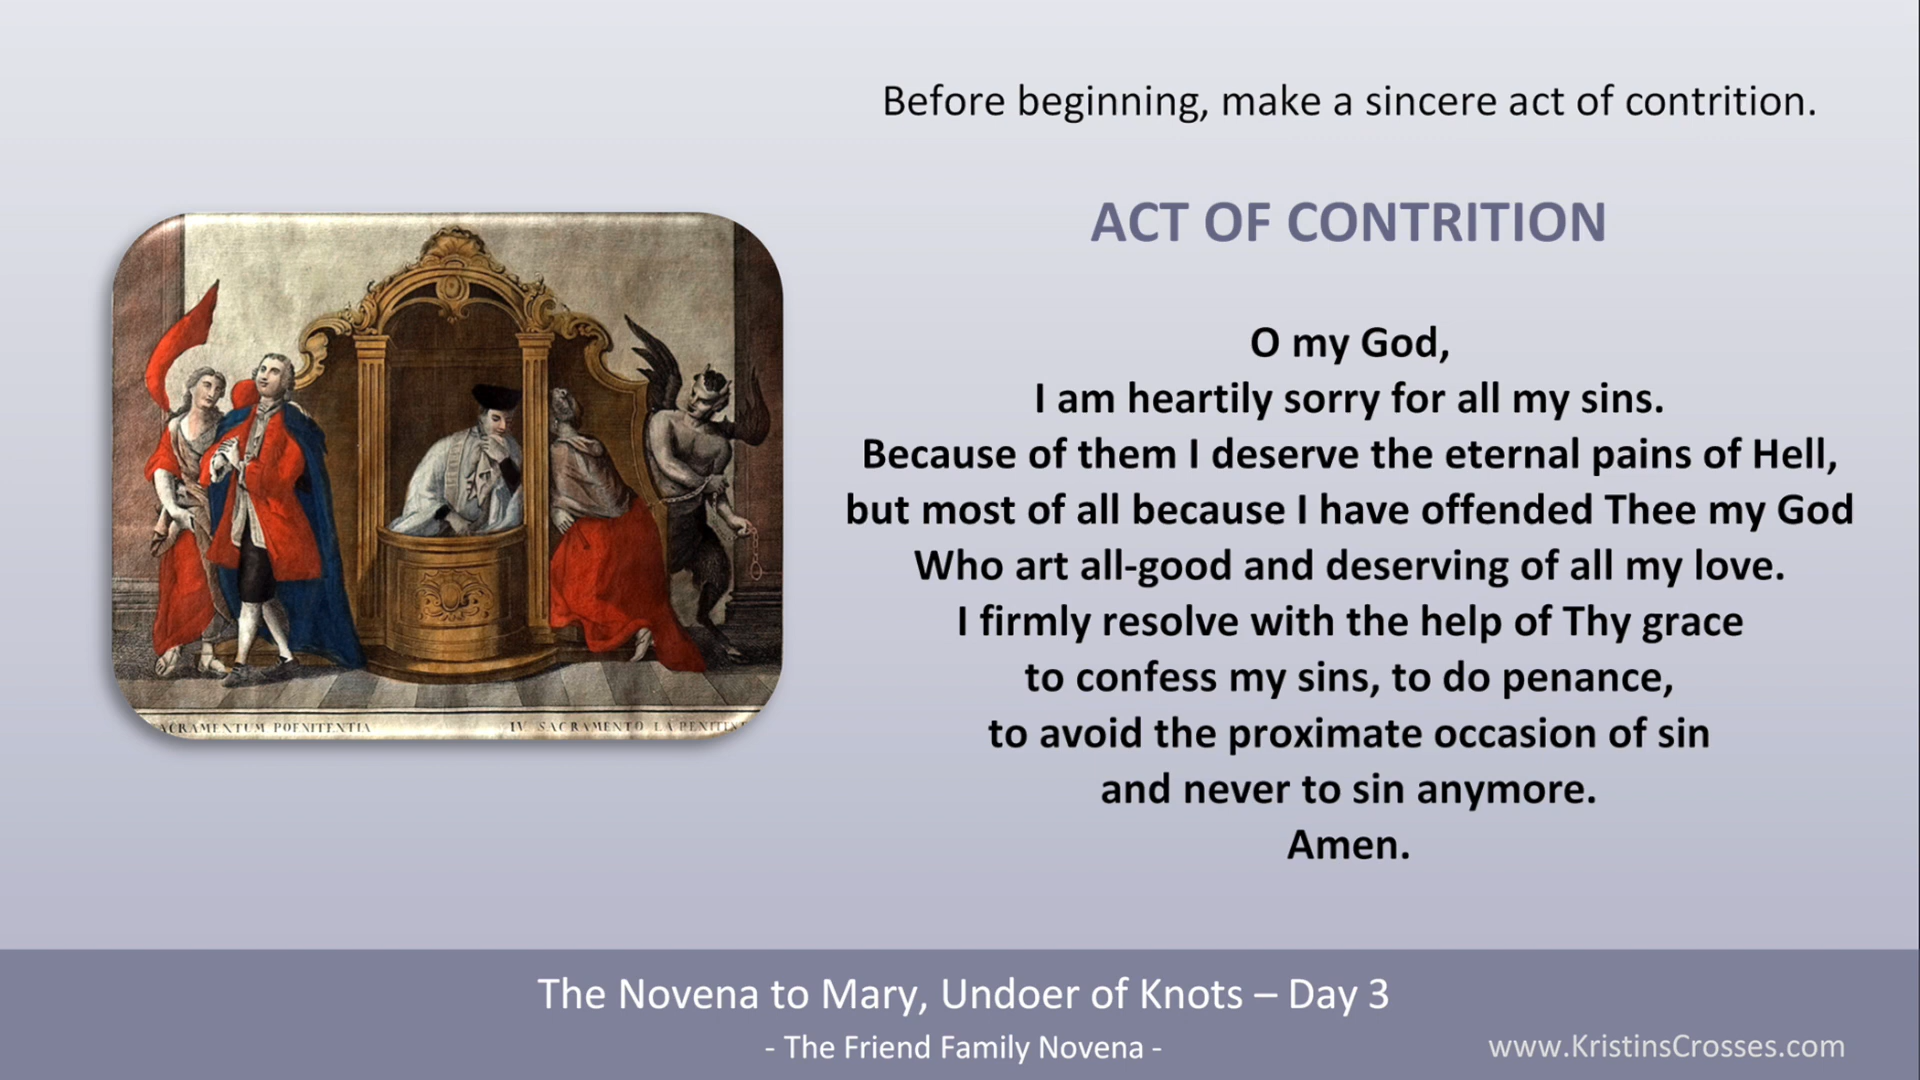 Before beginning, make a sincere act of contrition.
ACT OF CONTRITION
O my God,
I am heartily sorry for all my sins.
Because of them I deserve the eternal pains of Hell,
but most of all because I have offended Thee my God
Who art all-good and deserving of all my love.
I firmly resolve with the help of Thy grace
to confess my sins, to do penance,
to avoid the proximate occasion of sin
and never to sin anymore.
Amen.
POENITENTIA
IV SACRAMENTO LA
The Novena to Mary, Undoer of Knots – Day 3
- The Friend Family Novena -
www.KristinsCrosses.com